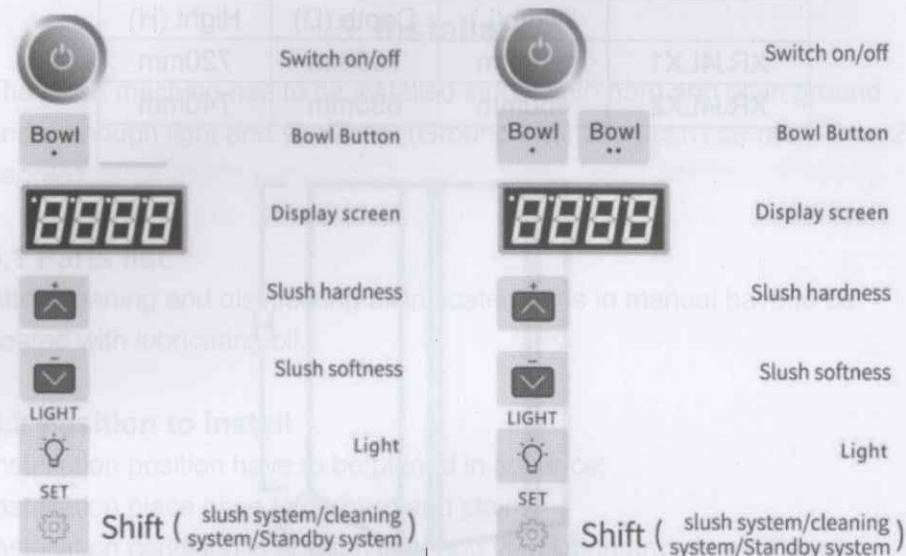 Switch on/off
Bowl Bowl Button
8888 Display screen
+ Slush hardness
- Slush softness
LIGHT
Light
SET
Shift ( slush system/cleaning
system/Standby system )
Switch on/off
Bowl Bowl Bowl Button
8888 Display screen
+ Slush hardness
- Slush softness
LIGHT
Light
SET
Shift ( slush system/cleaning
system/Standby system )